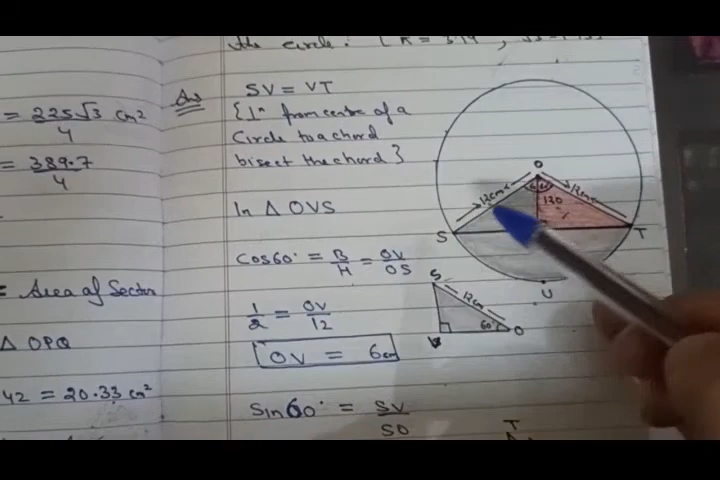 = 225√3 cm²
4
= 389.7
4
= Area of Sector
Δ OPQ
42 = 20.33 cm²
the circle.
Ans
SV = VT
{⊥ʳ from centre of a
Circle to a chord
bisect the chord}
In Δ OVS
Cos60° = B/H = OV/OS
1/2 = OV/12
OV = 6cm
Sin60° = SV/SO
O
12cm
12cm
120
S
T
U
S
12cm
60°
O
V
T